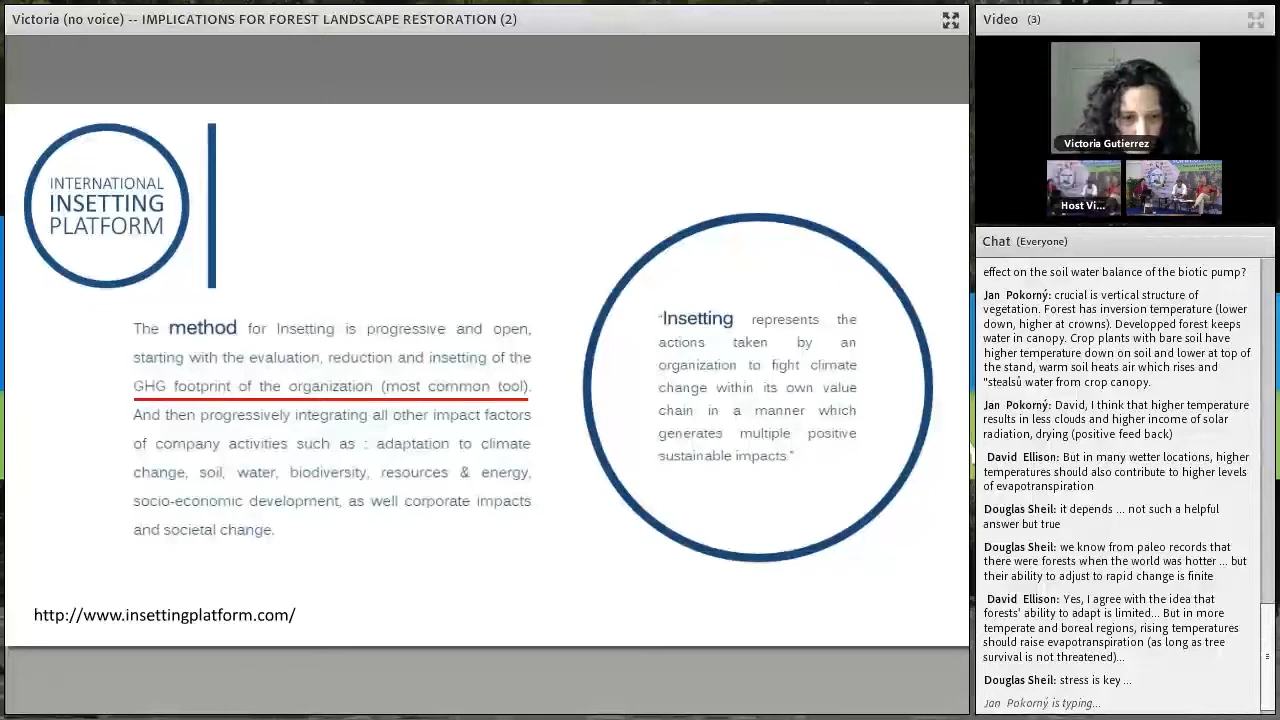 Victoria (no voice) -- IMPLICATIONS FOR FOREST LANDSCAPE RESTORATION (2)
INTERNATIONAL
INSETTING
PLATFORM
The method for Insetting is progressive and open,
starting with the evaluation, reduction and insetting of the
GHG footprint of the organization (most common tool).
And then progressively integrating all other impact factors
of company activities such as : adaptation to climate
change, soil, water, biodiversity, resources & energy,
socio-economic development, as well corporate impacts
and societal change.
"Insetting represents the
actions taken by an
organization to fight climate
change within its own value
chain in a manner which
generates multiple positive
sustainable impacts."
http://www.insettingplatform.com/
Video (3)
Victoria Gutierrez
Host Vi...
Chat (Everyone)
effect on the soil water balance of the biotic pump?
Jan Pokorný: crucial is vertical structure of
vegetation. Forest has inversion temperature (lower
down, higher at crowns). Developped forest keeps
water in canopy. Crop plants with bare soil have
higher temperature down on soil and lower at top of
the stand, warm soil heats air which rises and
"stealsů water from crop canopy.
Jan Pokorný: David, I think that higher temperature
results in less clouds and higher income of solar
radiation, drying (positive feed back)
David Ellison: But in many wetter locations, higher
temperatures should also contribute to higher levels
of evapotranspiration
Douglas Sheil: it depends ... not such a helpful
answer but true
Douglas Sheil: we know from paleo records that
there were forests when the world was hotter ... but
their ability to adjust to rapid change is finite
David Ellison: Yes, I agree with the idea that
forests' ability to adapt is limited... But in more
temperate and boreal regions, rising temperatures
should raise evapotranspiration (as long as tree
survival is not threatened)...
Douglas Sheil: stress is key ...
Jan Pokorný is typing...